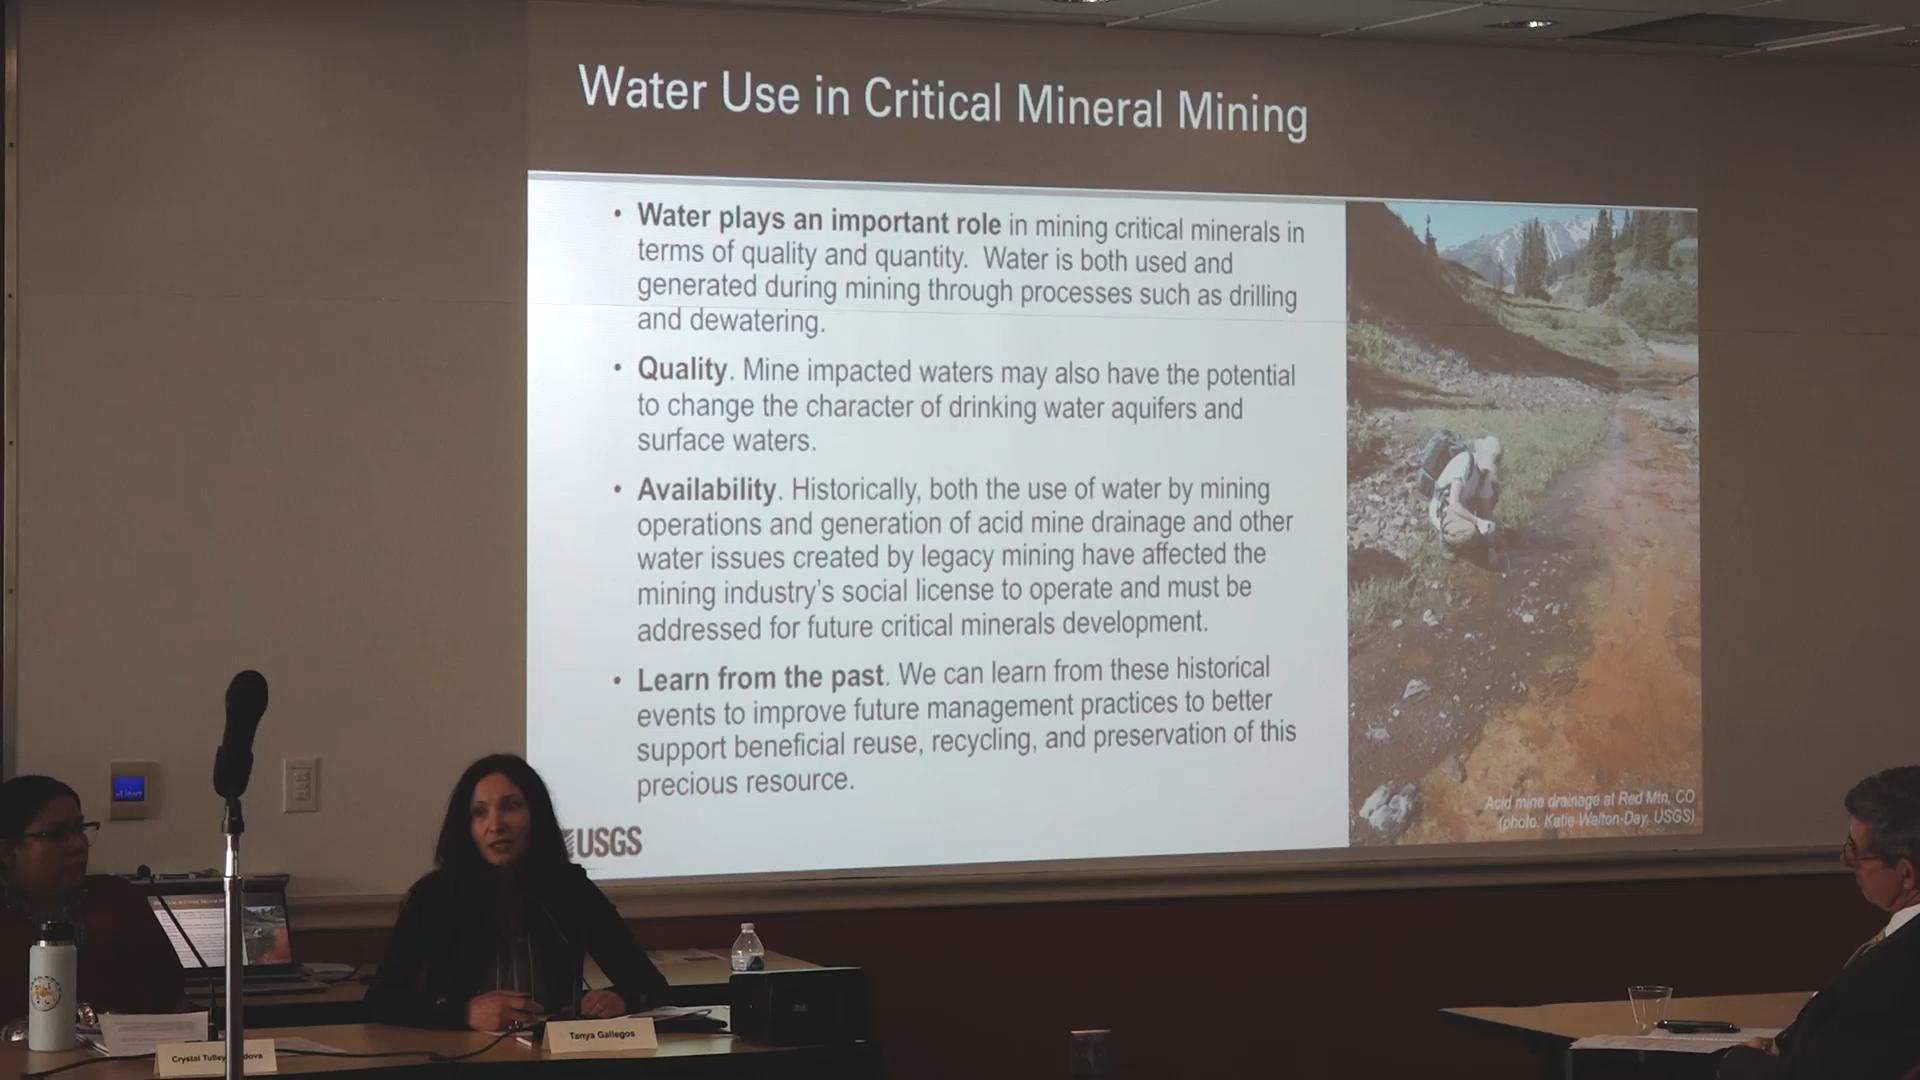 Water Use in Critical Mineral Mining
• Water plays an important role in mining critical minerals in
terms of quality and quantity. Water is both used and
generated during mining through processes such as drilling
and dewatering.
• Quality. Mine impacted waters may also have the potential
to change the character of drinking water aquifers and
surface waters.
• Availability. Historically, both the use of water by mining
operations and generation of acid mine drainage and other
water issues created by legacy mining have affected the
mining industry's social license to operate and must be
addressed for future critical minerals development.
• Learn from the past. We can learn from these historical
events to improve future management practices to better
support beneficial reuse, recycling, and preservation of this
precious resource.
Acid mine drainage at Red Mtn, CO
(photo: Katie Walton-Day, USGS)
USGS
Tanya Gallegos
Crystal